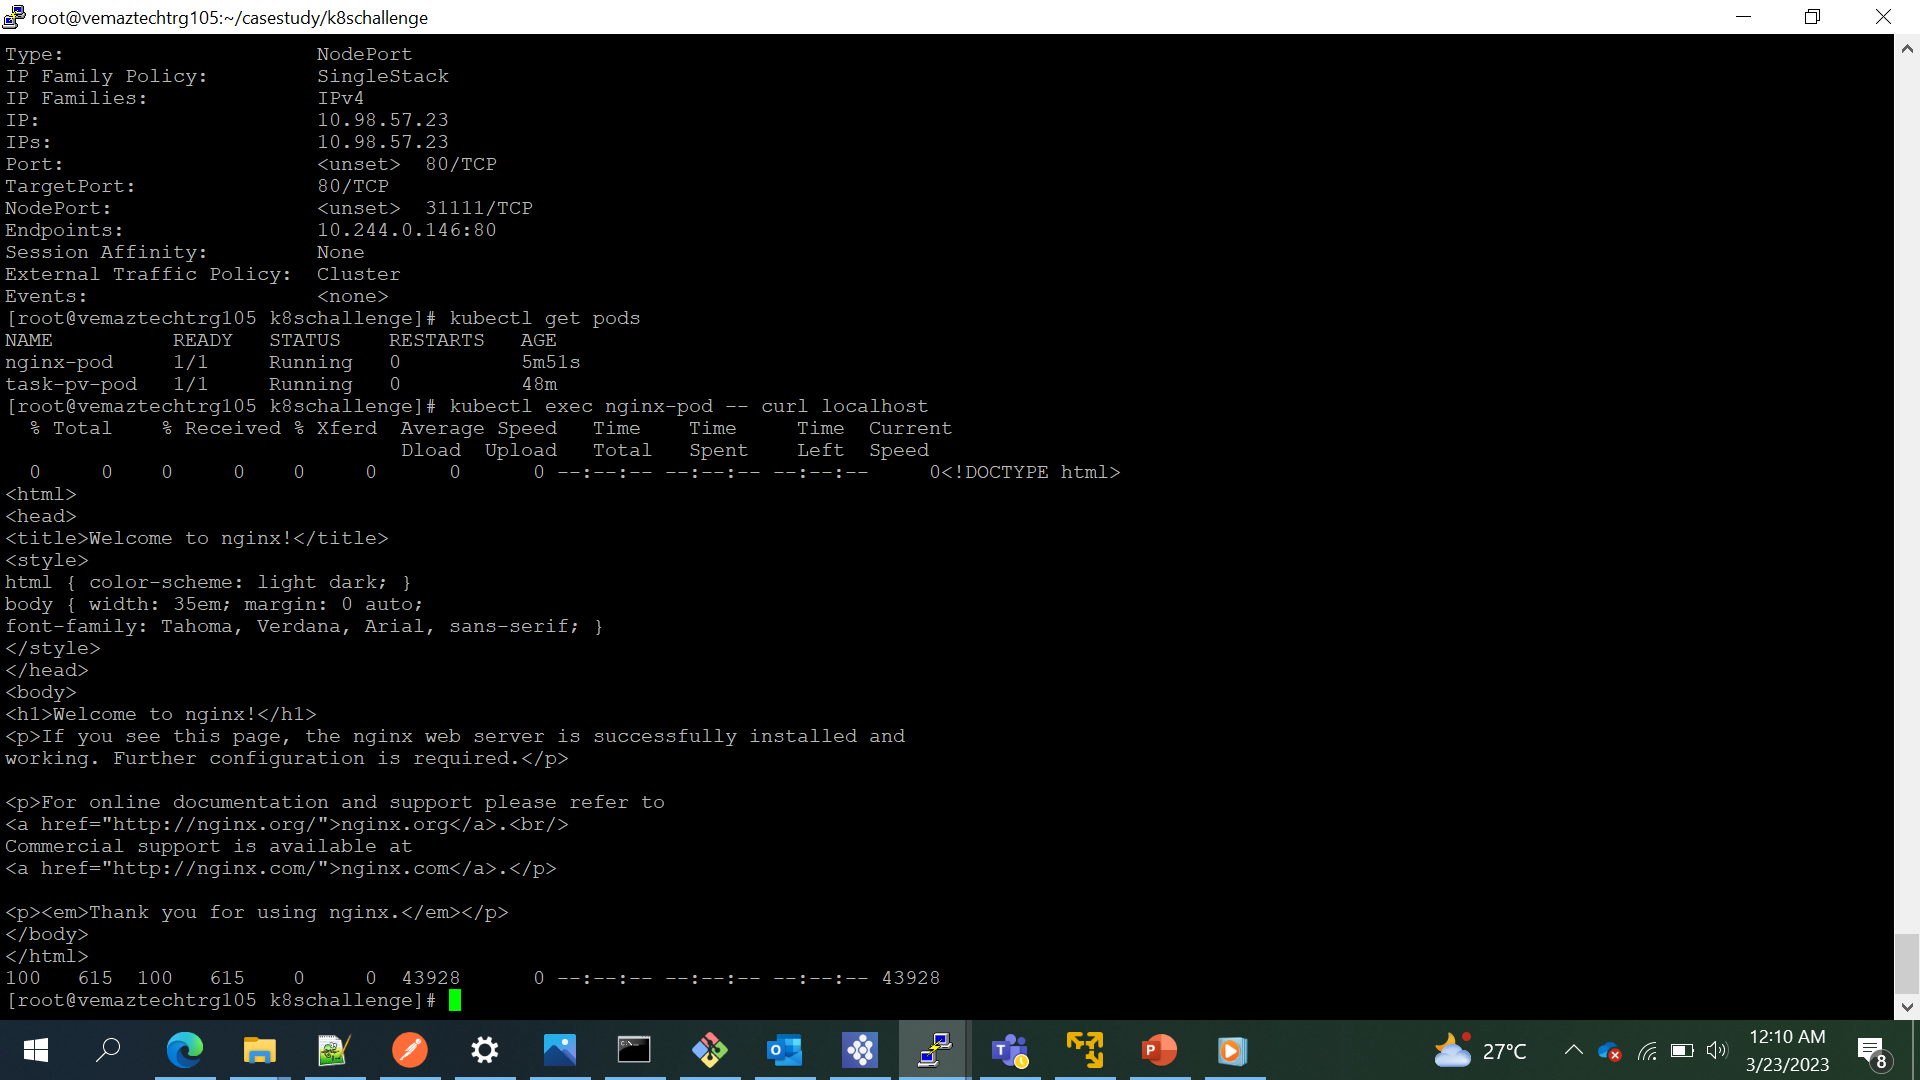 root@vemaztechtrg105:~/casestudy/k8schallenge
Type:                     NodePort
IP Family Policy:         SingleStack
IP Families:              IPv4
IP:                       10.98.57.23
IPs:                      10.98.57.23
Port:                     <unset>  80/TCP
TargetPort:               80/TCP
NodePort:                 <unset>  31111/TCP
Endpoints:                10.244.0.146:80
Session Affinity:         None
External Traffic Policy:  Cluster
Events:                   <none>
[root@vemaztechtrg105 k8schallenge]# kubectl get pods
NAME          READY   STATUS    RESTARTS   AGE
nginx-pod     1/1     Running   0          5m51s
task-pv-pod   1/1     Running   0          48m
[root@vemaztechtrg105 k8schallenge]# kubectl exec nginx-pod -- curl localhost
  % Total    % Received % Xferd  Average Speed   Time    Time     Time  Current
                                 Dload  Upload   Total   Spent    Left  Speed
  0     0    0     0    0     0      0      0 --:--:-- --:--:-- --:--:--     0<!DOCTYPE html>
<html>
<head>
<title>Welcome to nginx!</title>
<style>
html { color-scheme: light dark; }
body { width: 35em; margin: 0 auto;
font-family: Tahoma, Verdana, Arial, sans-serif; }
</style>
</head>
<body>
<h1>Welcome to nginx!</h1>
<p>If you see this page, the nginx web server is successfully installed and
working. Further configuration is required.</p>
<p>For online documentation and support please refer to
<a href="http://nginx.org/">nginx.org</a>.<br/>
Commercial support is available at
<a href="http://nginx.com/">nginx.com</a>.</p>
<p><em>Thank you for using nginx.</em></p>
</body>
</html>
100   615  100   615    0     0  43928      0 --:--:-- --:--:-- --:--:-- 43928
[root@vemaztechtrg105 k8schallenge]#
27°C
12:10 AM
3/23/2023
8